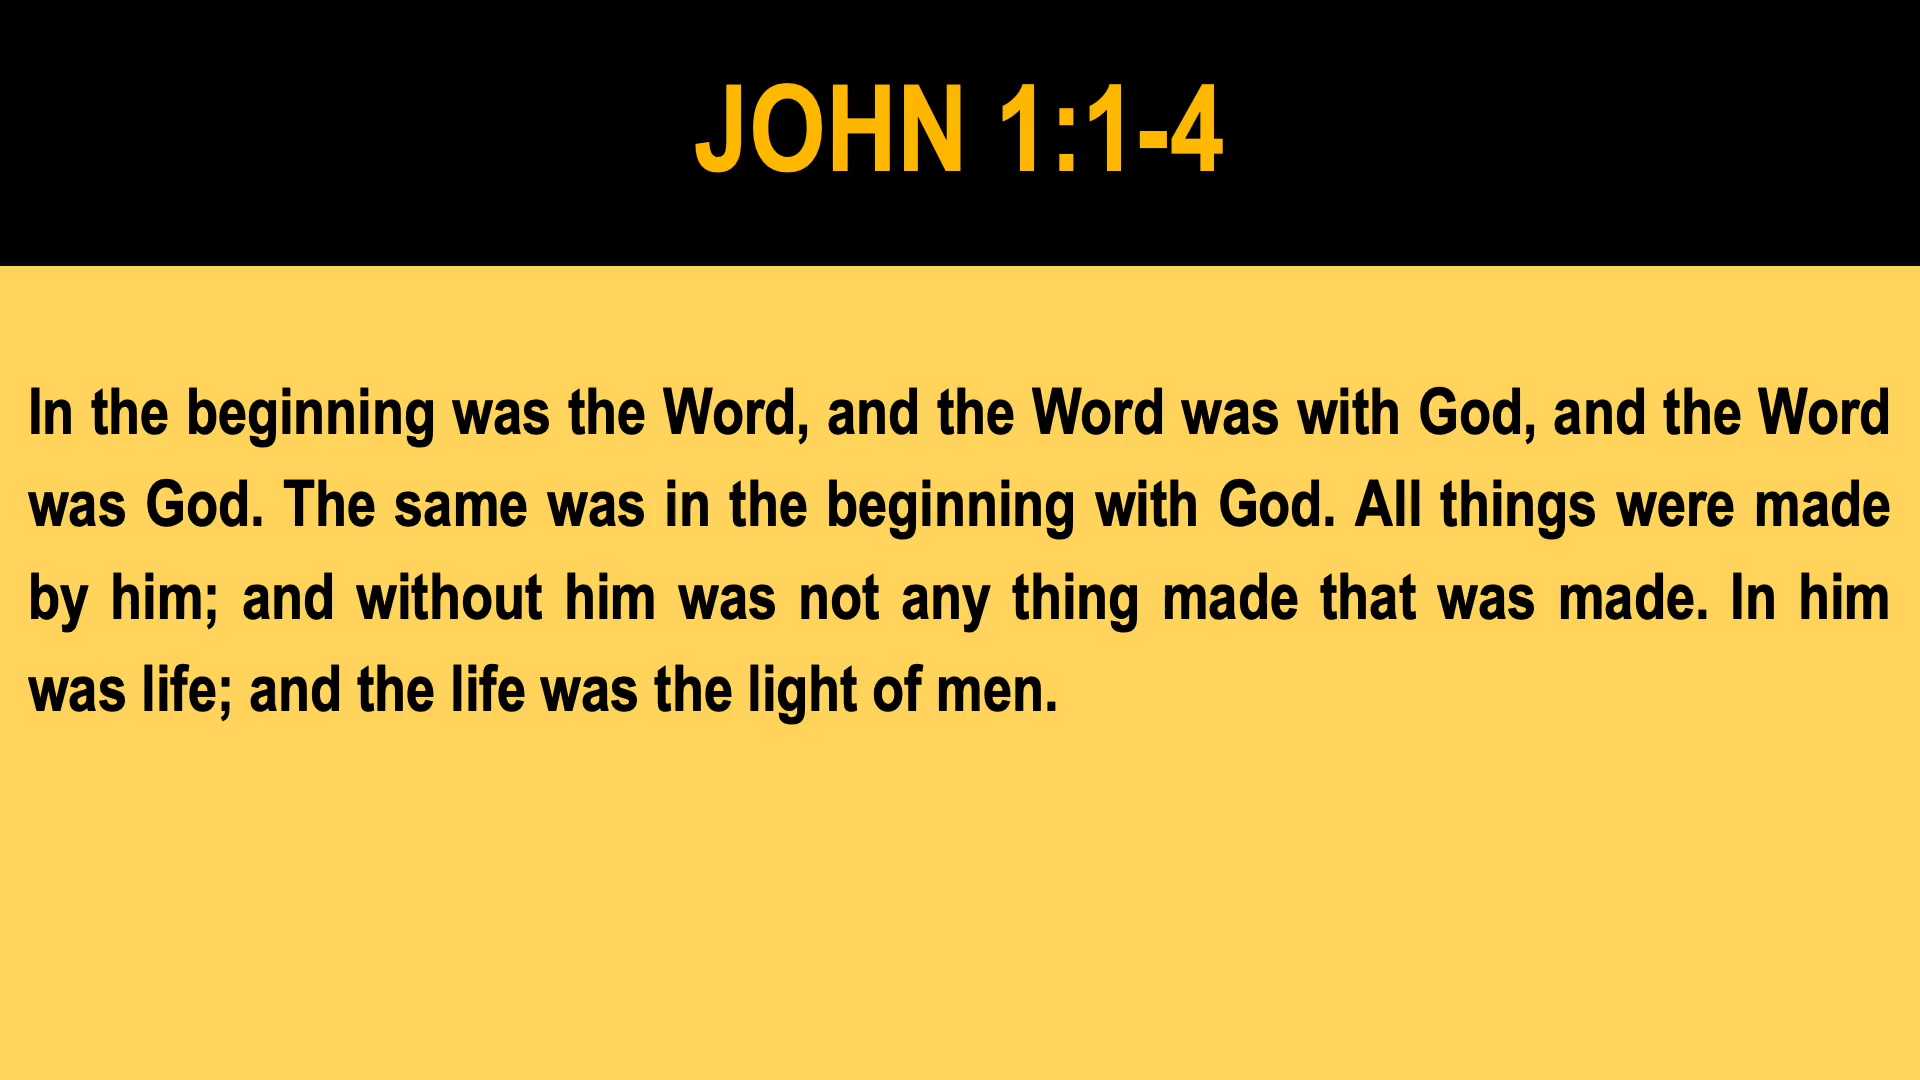 JOHN 1:1-4
In the beginning was the Word, and the Word was with God, and the Word
was God. The same was in the beginning with God. All things were made
by him; and without him was not any thing made that was made. In him
was life; and the life was the light of men.